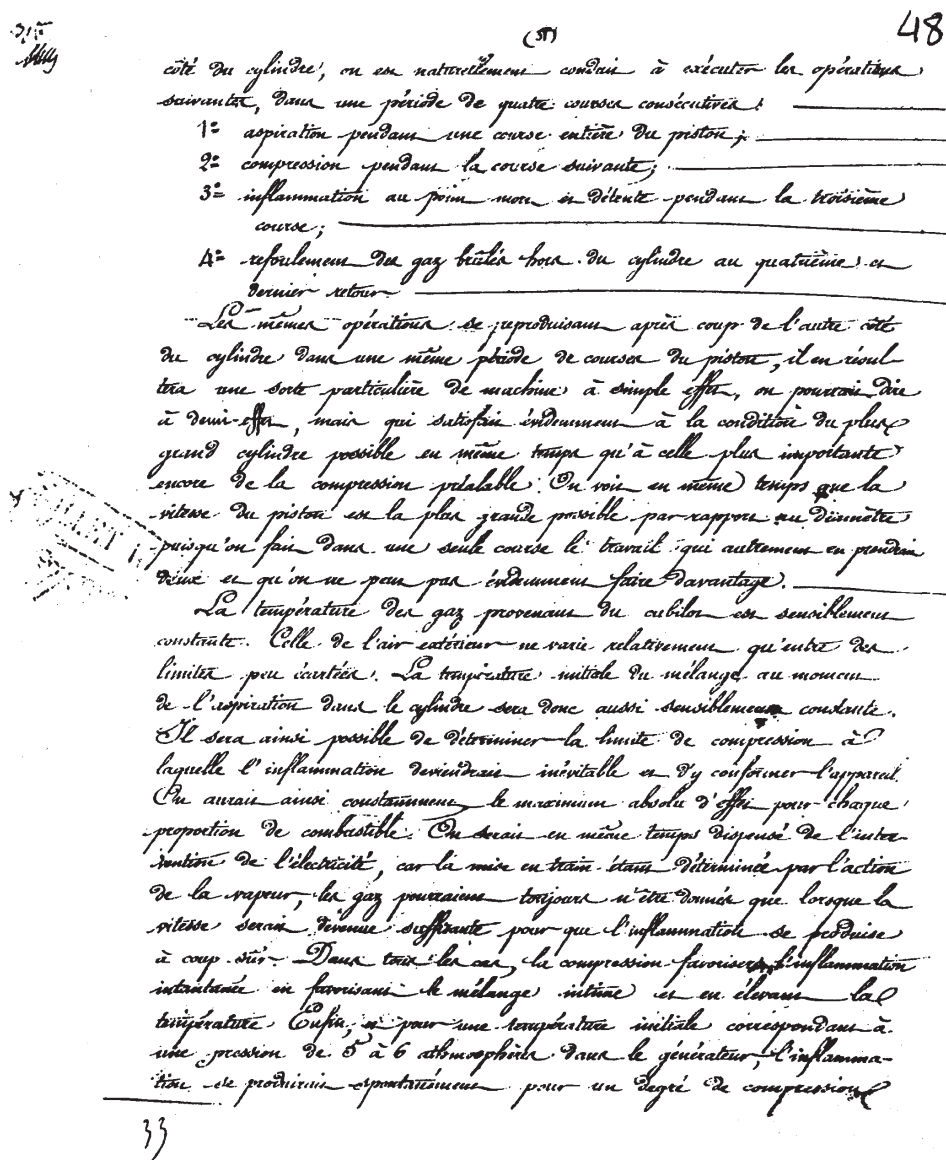 48
côté du cylindre, on est naturellement conduit à exécuter les opérations
suivantes, dans une période de quatre courses consécutives:
1° aspiration pendant une course entière du piston;
2° compression pendant la course suivante;
3° inflammation au point mort et détente pendant la troisième
course;
4° refoulement des gaz brûlés hors du cylindre au quatrième et
dernier retour.
Les mêmes opérations se reproduisant après coup de l'autre côté
du cylindre dans une même période de courses du piston, il en résul-
tera une sorte particulière de machine à simple effet, on pourrait dire
à demi-effet, mais qui satisfait évidemment à la condition du plus
grand cylindre possible en même temps qu'à celle plus importante
encore de la compression préalable. On voit en même temps que la
vitesse du piston est la plus grande possible par rapport au diamètre
puisqu'on fait dans une seule course le travail qui autrement en prendrait
deux et qu'on ne peut pas évidemment faire davantage.
La température des gaz provenant du cubilot est sensiblement
constante. Celle de l'air extérieur ne varie relativement qu'entre des
limites peu écartées. La température initiale du mélange au moment
de l'aspiration dans le cylindre sera donc aussi sensiblement constante.
Il sera ainsi possible de déterminer la limite de compression à
laquelle l'inflammation deviendrait inévitable et d'y conformer l'appareil.
On aurait ainsi constamment le maximum absolu d'effet pour chaque
proportion de combustible. On serait en même temps dispensé de l'inter-
vention de l'électricité, car la mise en train étant déterminée par l'action
de la vapeur, les gaz pourraient toujours n'être donnés que lorsque la
vitesse serait devenue suffisante pour que l'inflammation se produise
à coup sûr. Dans tous les cas, la compression favorisera l'inflammation
instantanée en favorisant le mélange intime et en élevant la
température. Enfin, et pour une température initiale correspondant à
une pression de 5 à 6 athmosphères dans le générateur, l'inflamma-
tion se produirait spontanément pour un degré de compression
33